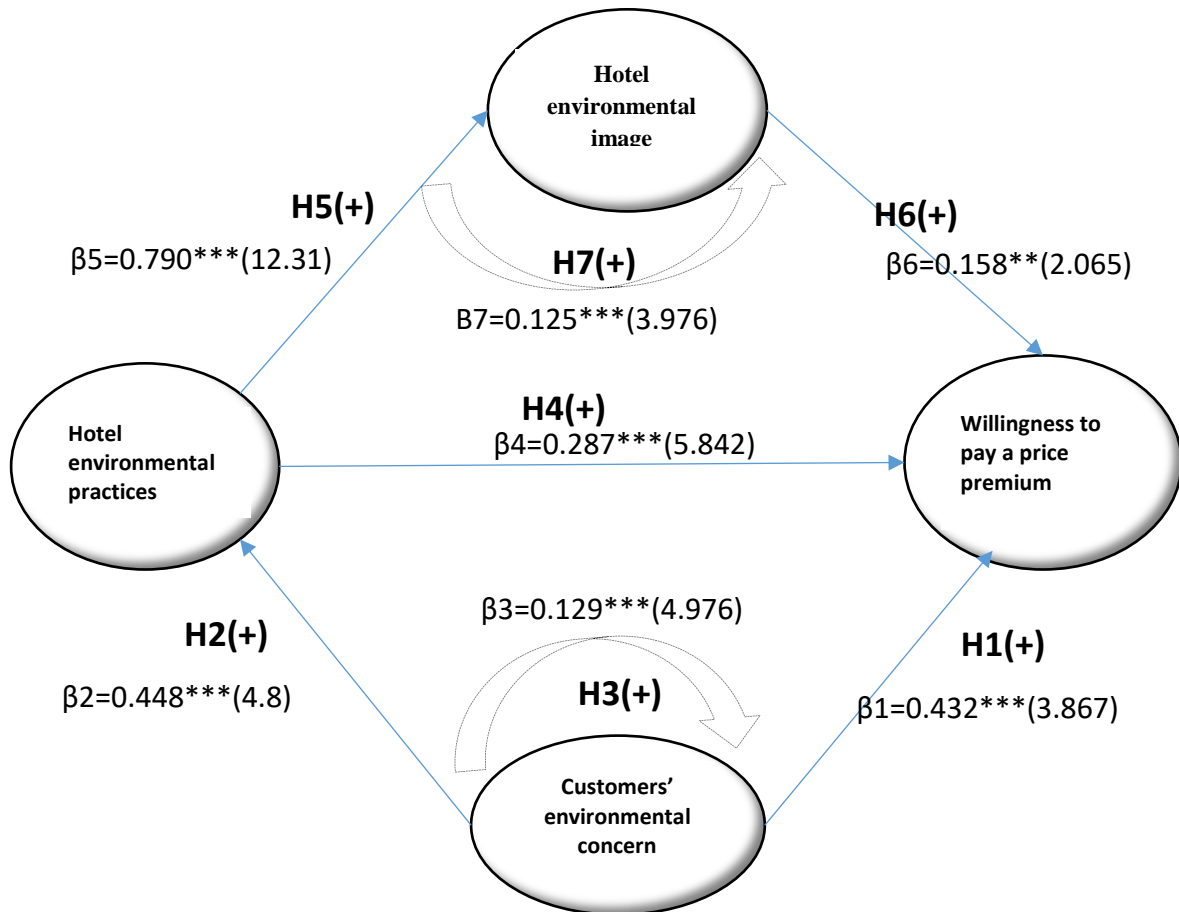 Hotel
environmental
image
H5(+)
β5=0.790***(12.31)
H6(+)
β6=0.158**(2.065)
H7(+)
B7=0.125***(3.976)
Hotel
environmental
practices
H4(+)
β4=0.287***(5.842)
Willingness to
pay a price
premium
H2(+)
β2=0.448***(4.8)
β3=0.129***(4.976)
H3(+)
H1(+)
β1=0.432***(3.867)
Customers’
environmental
concern